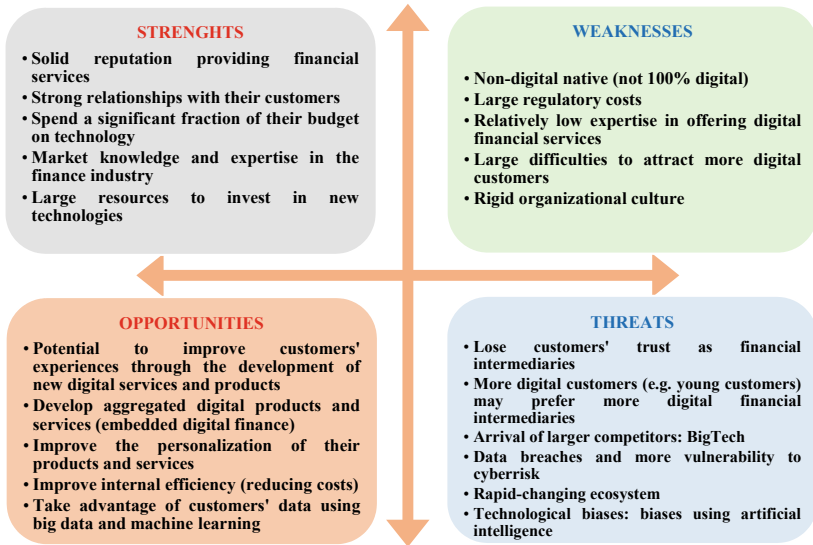 STRENGHTS
• Solid reputation providing financial
services
• Strong relationships with their customers
• Spend a significant fraction of their budget
on technology
• Market knowledge and expertise in the
finance industry
• Large resources to invest in new
technologies
WEAKNESSES
• Non-digital native (not 100% digital)
• Large regulatory costs
• Relatively low expertise in offering digital
financial services
• Large difficulties to attract more digital
customers
• Rigid organizational culture
OPPORTUNITIES
• Potential to improve customers'
experiences through the development of
new digital services and products
• Develop aggregated digital products and
services (embedded digital finance)
• Improve the personalization of their
products and services
• Improve internal efficiency (reducing costs)
• Take advantage of customers' data using
big data and machine learning
THREATS
• Lose customers' trust as financial
intermediaries
• More digital customers (e.g. young customers)
may prefer more digital financial
intermediaries
• Arrival of larger competitors: BigTech
• Data breaches and more vulnerability to
cyberrisk
• Rapid-changing ecosystem
• Technological biases: biases using artificial
intelligence